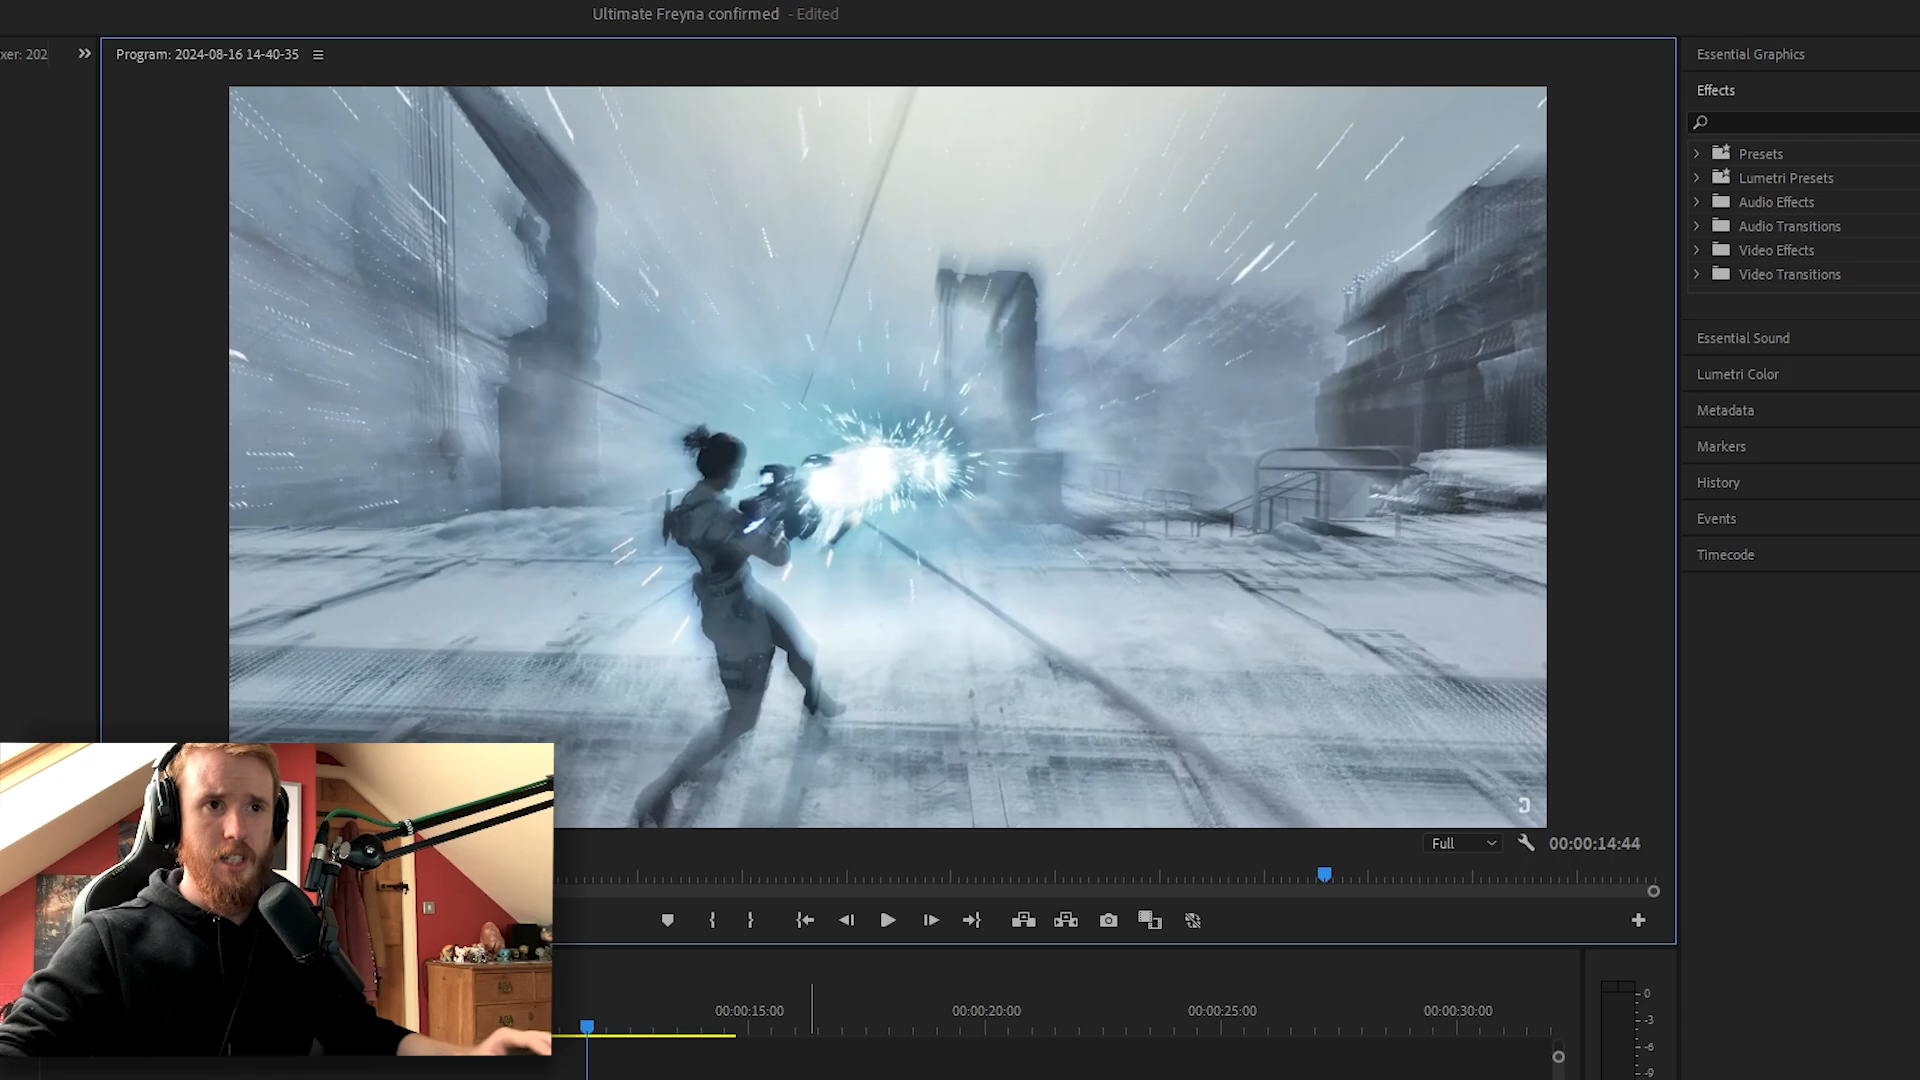 Ultimate Freyna confirmed - Edited
xer: 202
Program: 2024-08-16 14-40-35
Essential Graphics
Effects
Presets
Lumetri Presets
Audio Effects
Audio Transitions
Video Effects
Video Transitions
Essential Sound
Lumetri Color
Metadata
Markers
History
Events
Timecode
Full
00:00:14:44
00:00:15:00
00:00:20:00
00:00:25:00
00:00:30:00
0
-3
-6
-9